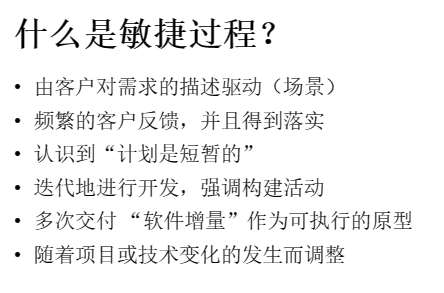 什么是敏捷过程？
• 由客户对需求的描述驱动（场景）
• 频繁的客户反馈，并且得到落实
• 认识到“计划是短暂的”
• 迭代地进行开发，强调构建活动
• 多次交付 “软件增量”作为可执行的原型
• 随着项目或技术变化的发生而调整